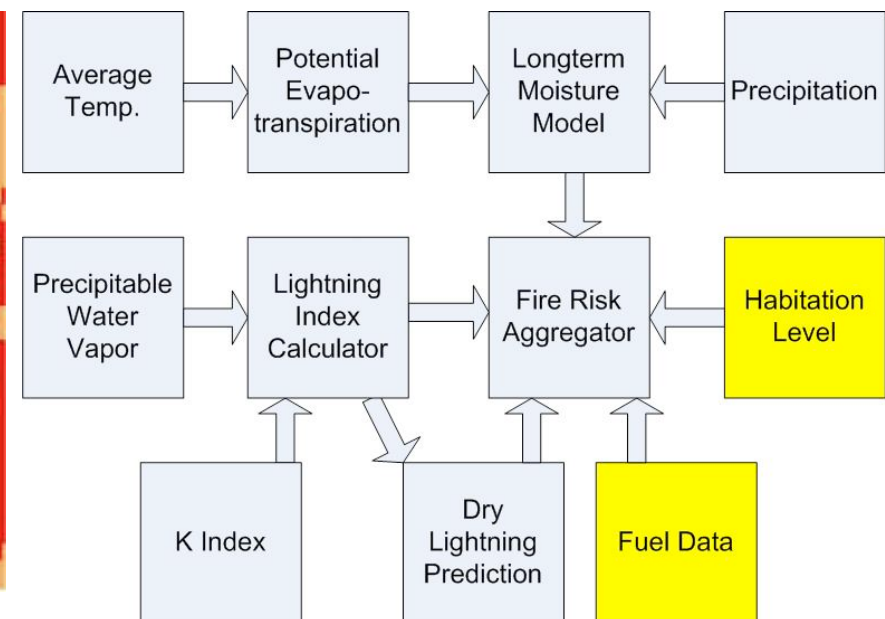 Average
Temp.
Potential
Evapo-
transpiration
Longterm
Moisture
Model
Precipitation
Precipitable
Water
Vapor
Lightning
Index
Calculator
Fire Risk
Aggregator
Habitation
Level
K Index
Dry
Lightning
Prediction
Fuel Data